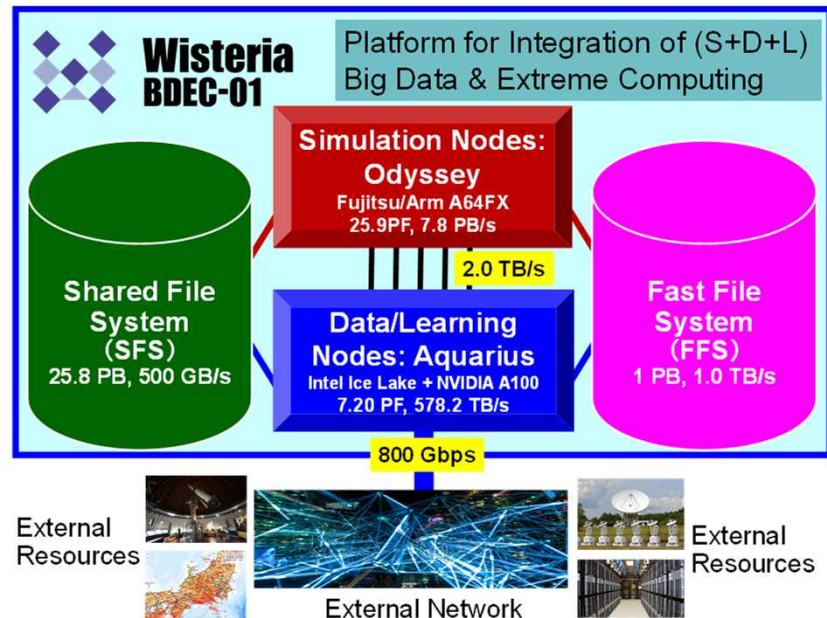 Wisteria
BDEC-01
Platform for Integration of (S+D+L)
Big Data & Extreme Computing
Simulation Nodes:
Odyssey
Fujitsu/Arm A64FX
25.9PF, 7.8 PB/s
2.0 TB/s
Shared File
System
(SFS)
25.8 PB, 500 GB/s
Data/Learning
Nodes: Aquarius
Intel Ice Lake + NVIDIA A100
7.20 PF, 578.2 TB/s
Fast File
System
(FFS)
1 PB, 1.0 TB/s
800 Gbps
External
Resources
External Network
External
Resources